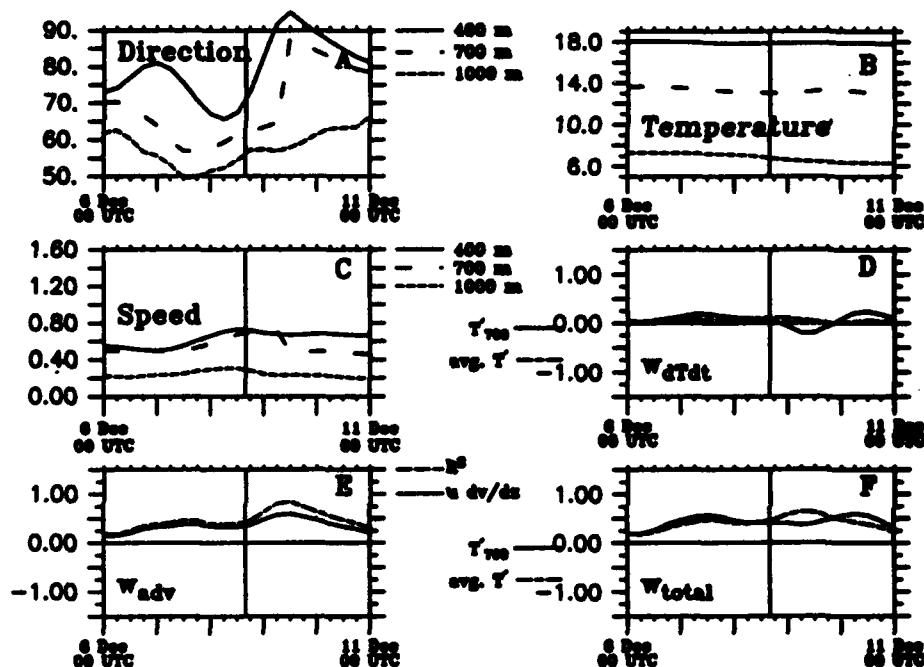 90.
80.
70.
60.
50.
Direction
A
400 m
700 m
1000 m
6 Dec
00 UTC
11 Dec
00 UTC
18.0
14.0
10.0
6.0
B
Temperature
6 Dec
00 UTC
11 Dec
00 UTC
1.60
1.20
0.80
0.40
0.00
C
Speed
400 m
700 m
1000 m
6 Dec
00 UTC
11 Dec
00 UTC
1.00
0.00
-1.00
D
T'700
avg. T'
WdTdt
6 Dec
00 UTC
11 Dec
00 UTC
1.00
0.00
-1.00
E
u dv/dz
Wadv
6 Dec
00 UTC
11 Dec
00 UTC
1.00
0.00
-1.00
F
T'700
avg. T'
Wtotal
6 Dec
00 UTC
11 Dec
00 UTC